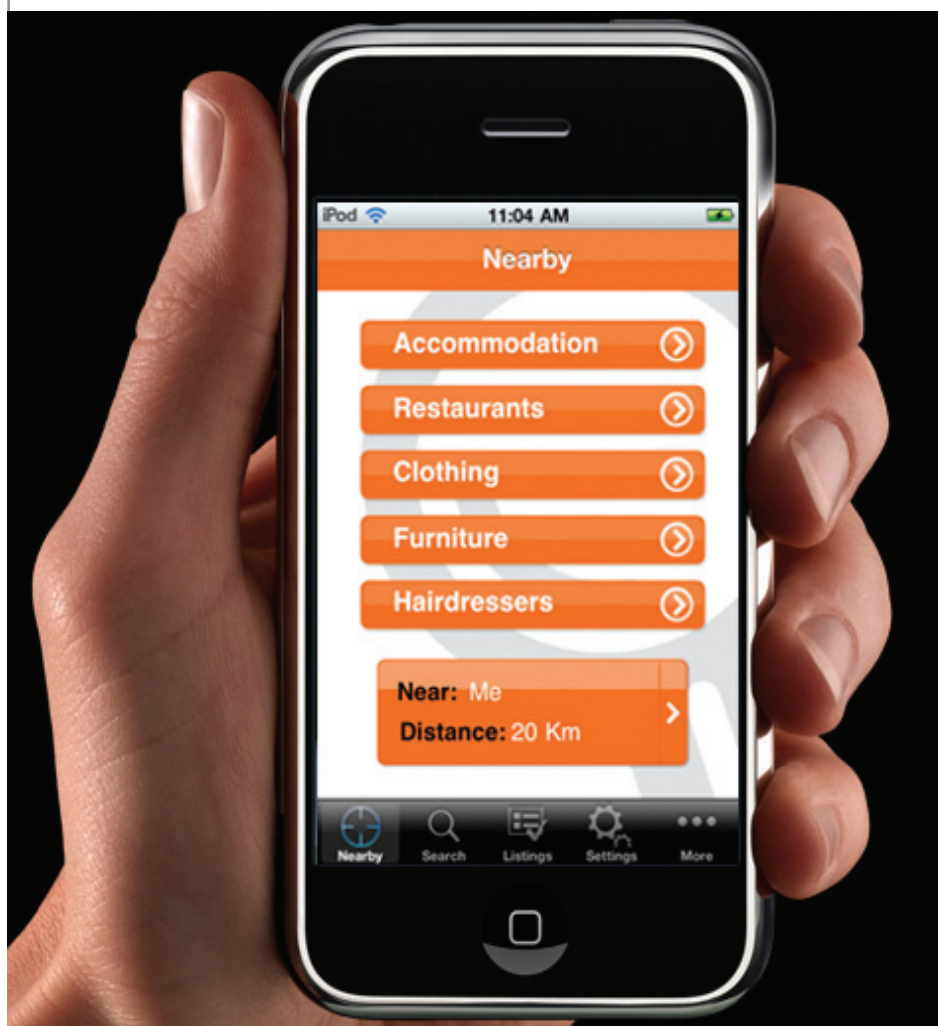 iPod 11:04 AM
Nearby
Accommodation
Restaurants
Clothing
Furniture
Hairdressers
Near: Me
Distance: 20 Km
Nearby Search Listings Settings More